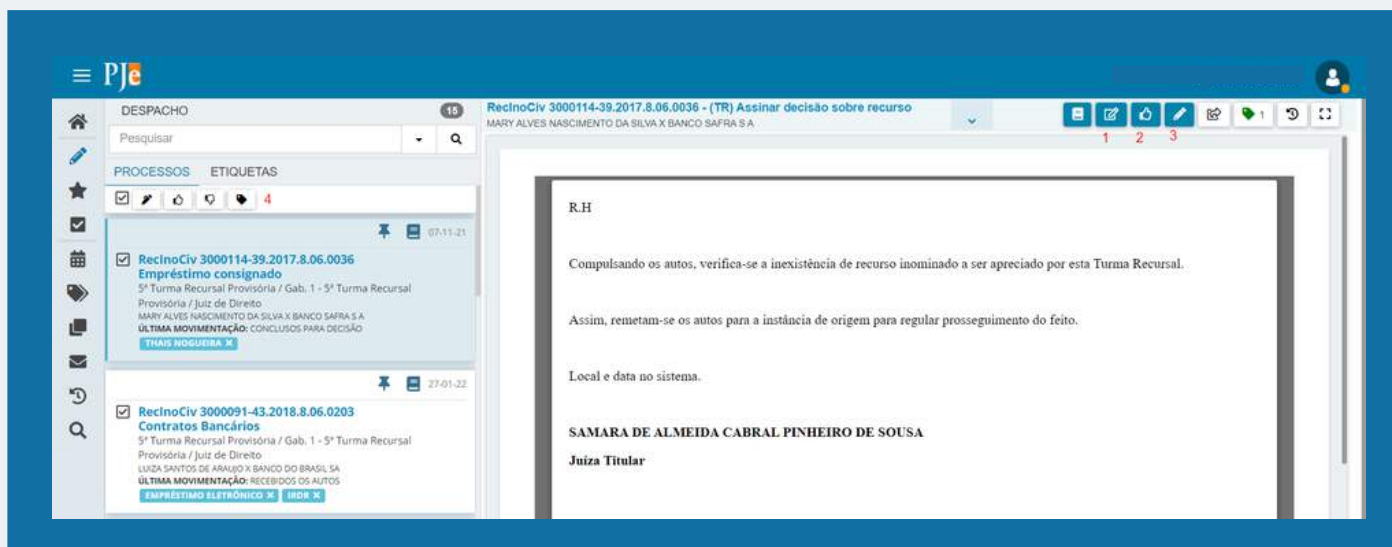 PJe
DESPACHO
15
Pesquisar
PROCESSOS ETIQUETAS
4
07-11-21
RecInoCiv 3000114-39.2017.8.06.0036
Empréstimo consignado
5ª Turma Recursal Provisória / Gab. 1 - 5ª Turma Recursal
Provisória / Juiz de Direito
MARY ALVES NASCIMENTO DA SILVA X BANCO SAFRA S A
ÚLTIMA MOVIMENTAÇÃO: CONCLUSOS PARA DECISÃO
THAIS NOGUEIRA X
27-01-22
RecInoCiv 3000091-43.2018.8.06.0203
Contratos Bancários
5ª Turma Recursal Provisória / Gab. 1 - 5ª Turma Recursal
Provisória / Juiz de Direito
LUIZA SANTOS DE ARAUJO X BANCO DO BRASIL SA
ÚLTIMA MOVIMENTAÇÃO: RECEBIDOS OS AUTOS
EMPRÉSTIMO ELETRÔNICO X IRDR X
RecInoCiv 3000114-39.2017.8.06.0036 - (TR) Assinar decisão sobre recurso
MARY ALVES NASCIMENTO DA SILVA X BANCO SAFRA S A
1
1 2 3
R.H
Compulsando os autos, verifica-se a inexistência de recurso inominado a ser apreciado por esta Turma Recursal.
Assim, remetam-se os autos para a instância de origem para regular prosseguimento do feito.
Local e data no sistema.
SAMARA DE ALMEIDA CABRAL PINHEIRO DE SOUSA
Juíza Titular